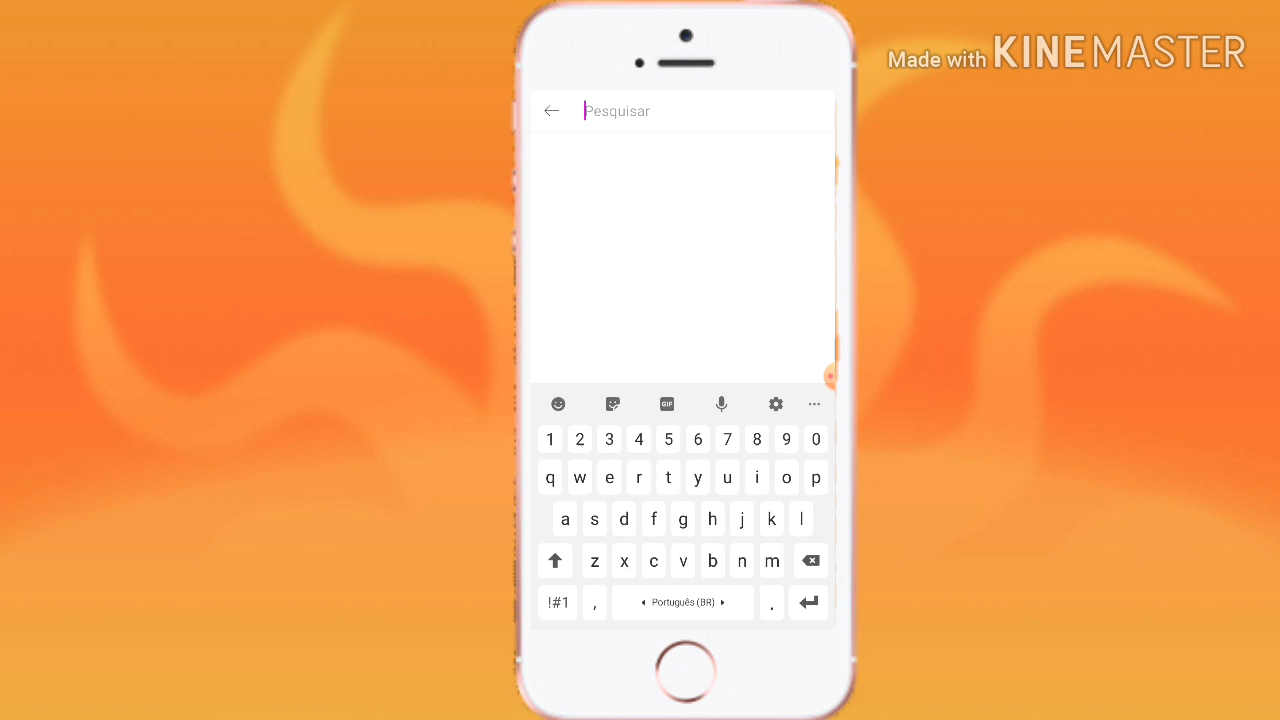 Made with KINEMASTER
Pesquisar
GIF
1 2 3 4 5 6 7 8 9 0
q w e r t y u i o p
a s d f g h j k l
z x c v b n m
!#1 , Português (BR) .